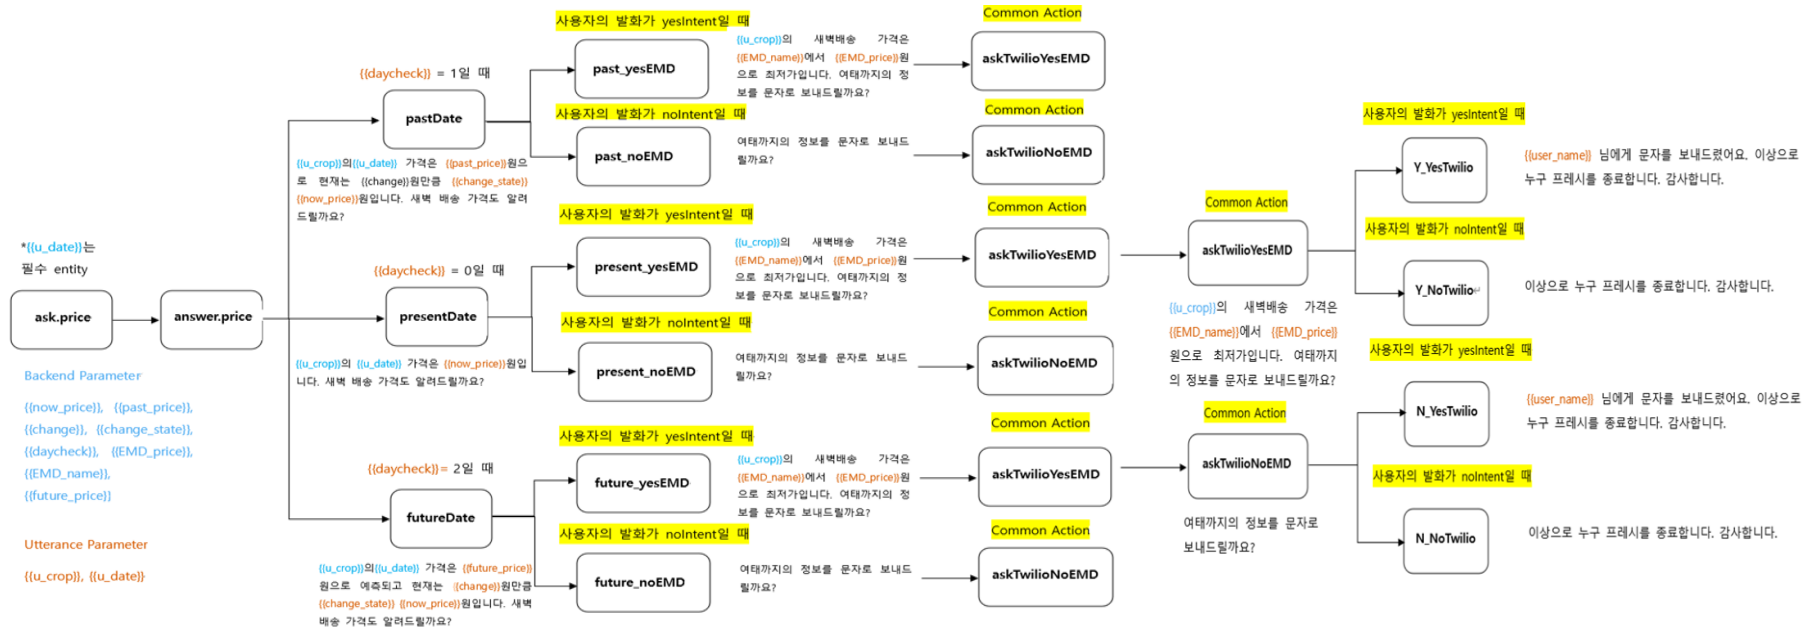 *{{u_date}}는
필수 entity
ask.price
answer.price
Backend Parameter
{{now_price}}, {{past_price}},
{{change}}, {{change_state}},
{{daycheck}}, {{EMD_price}},
{{EMD_name}},
{{future_price}}
Utterance Parameter
{{u_crop}}, {{u_date}}
{{daycheck}} = 1일 때
pastDate
{{u_crop}}의{{u_date}} 가격은 {{past_price}}원으
로 현재는 {{change}}원만큼 {{change_state}}
{{now_price}}원입니다. 새벽 배송 가격도 알려
드릴까요?
{{daycheck}} = 0일 때
presentDate
{{u_crop}}의 {{u_date}} 가격은 {{now_price}}원입
니다. 새벽 배송 가격도 알려드릴까요?
{{daycheck}}= 2일 때
futureDate
{{u_crop}}의{{u_date}} 가격은 {{future_price}}
원으로 예측되고 현재는 {{change}}원만큼
{{change_state}} {{now_price}}원입니다. 새벽
배송 가격도 알려드릴까요?
사용자의 발화가 yesIntent일 때
past_yesEMD
{{u_crop}}의 새벽배송 가격은
{{EMD_name}}에서 {{EMD_price}}원
으로 최저가입니다. 여태까지의 정
보를 문자로 보내드릴까요?
Common Action
askTwilioYesEMD
사용자의 발화가 noIntent일 때
past_noEMD
여태까지의 정보를 문자로 보내드
릴까요?
Common Action
askTwilioNoEMD
사용자의 발화가 yesIntent일 때
present_yesEMD
{{u_crop}}의 새벽배송 가격은
{{EMD_name}}에서 {{EMD_price}}원
으로 최저가입니다. 여태까지의 정
보를 문자로 보내드릴까요?
Common Action
askTwilioYesEMD
사용자의 발화가 noIntent일 때
present_noEMD
여태까지의 정보를 문자로 보내드
릴까요?
Common Action
askTwilioNoEMD
사용자의 발화가 yesIntent일 때
future_yesEMD
{{u_crop}}의 새벽배송 가격은
{{EMD_name}}에서 {{EMD_price}}원
으로 최저가입니다. 여태까지의 정
보를 문자로 보내드릴까요?
Common Action
askTwilioYesEMD
사용자의 발화가 noIntent일 때
future_noEMD
여태까지의 정보를 문자로 보내드
릴까요?
Common Action
askTwilioNoEMD
Common Action
askTwilioYesEMD
{{u_crop}}의 새벽배송 가격은
{{EMD_name}}에서 {{EMD_price}}
원으로 최저가입니다. 여태까지
의 정보를 문자로 보내드릴까요?
사용자의 발화가 yesIntent일 때
Y_YesTwilio
{{user_name}} 님에게 문자를 보내드렸어요. 이상으로
누구 프레시를 종료합니다. 감사합니다.
사용자의 발화가 noIntent일 때
Y_NoTwilio↵
이상으로 누구 프레시를 종료합니다. 감사합니다.
Common Action
askTwilioNoEMD
여태까지의 정보를 문자로
보내드릴까요?
사용자의 발화가 yesIntent일 때
N_YesTwilio
{{user_name}} 님에게 문자를 보내드렸어요. 이상으로
누구 프레시를 종료합니다. 감사합니다.
사용자의 발화가 noIntent일 때
N_NoTwilio
이상으로 누구 프레시를 종료합니다. 감사합니다.